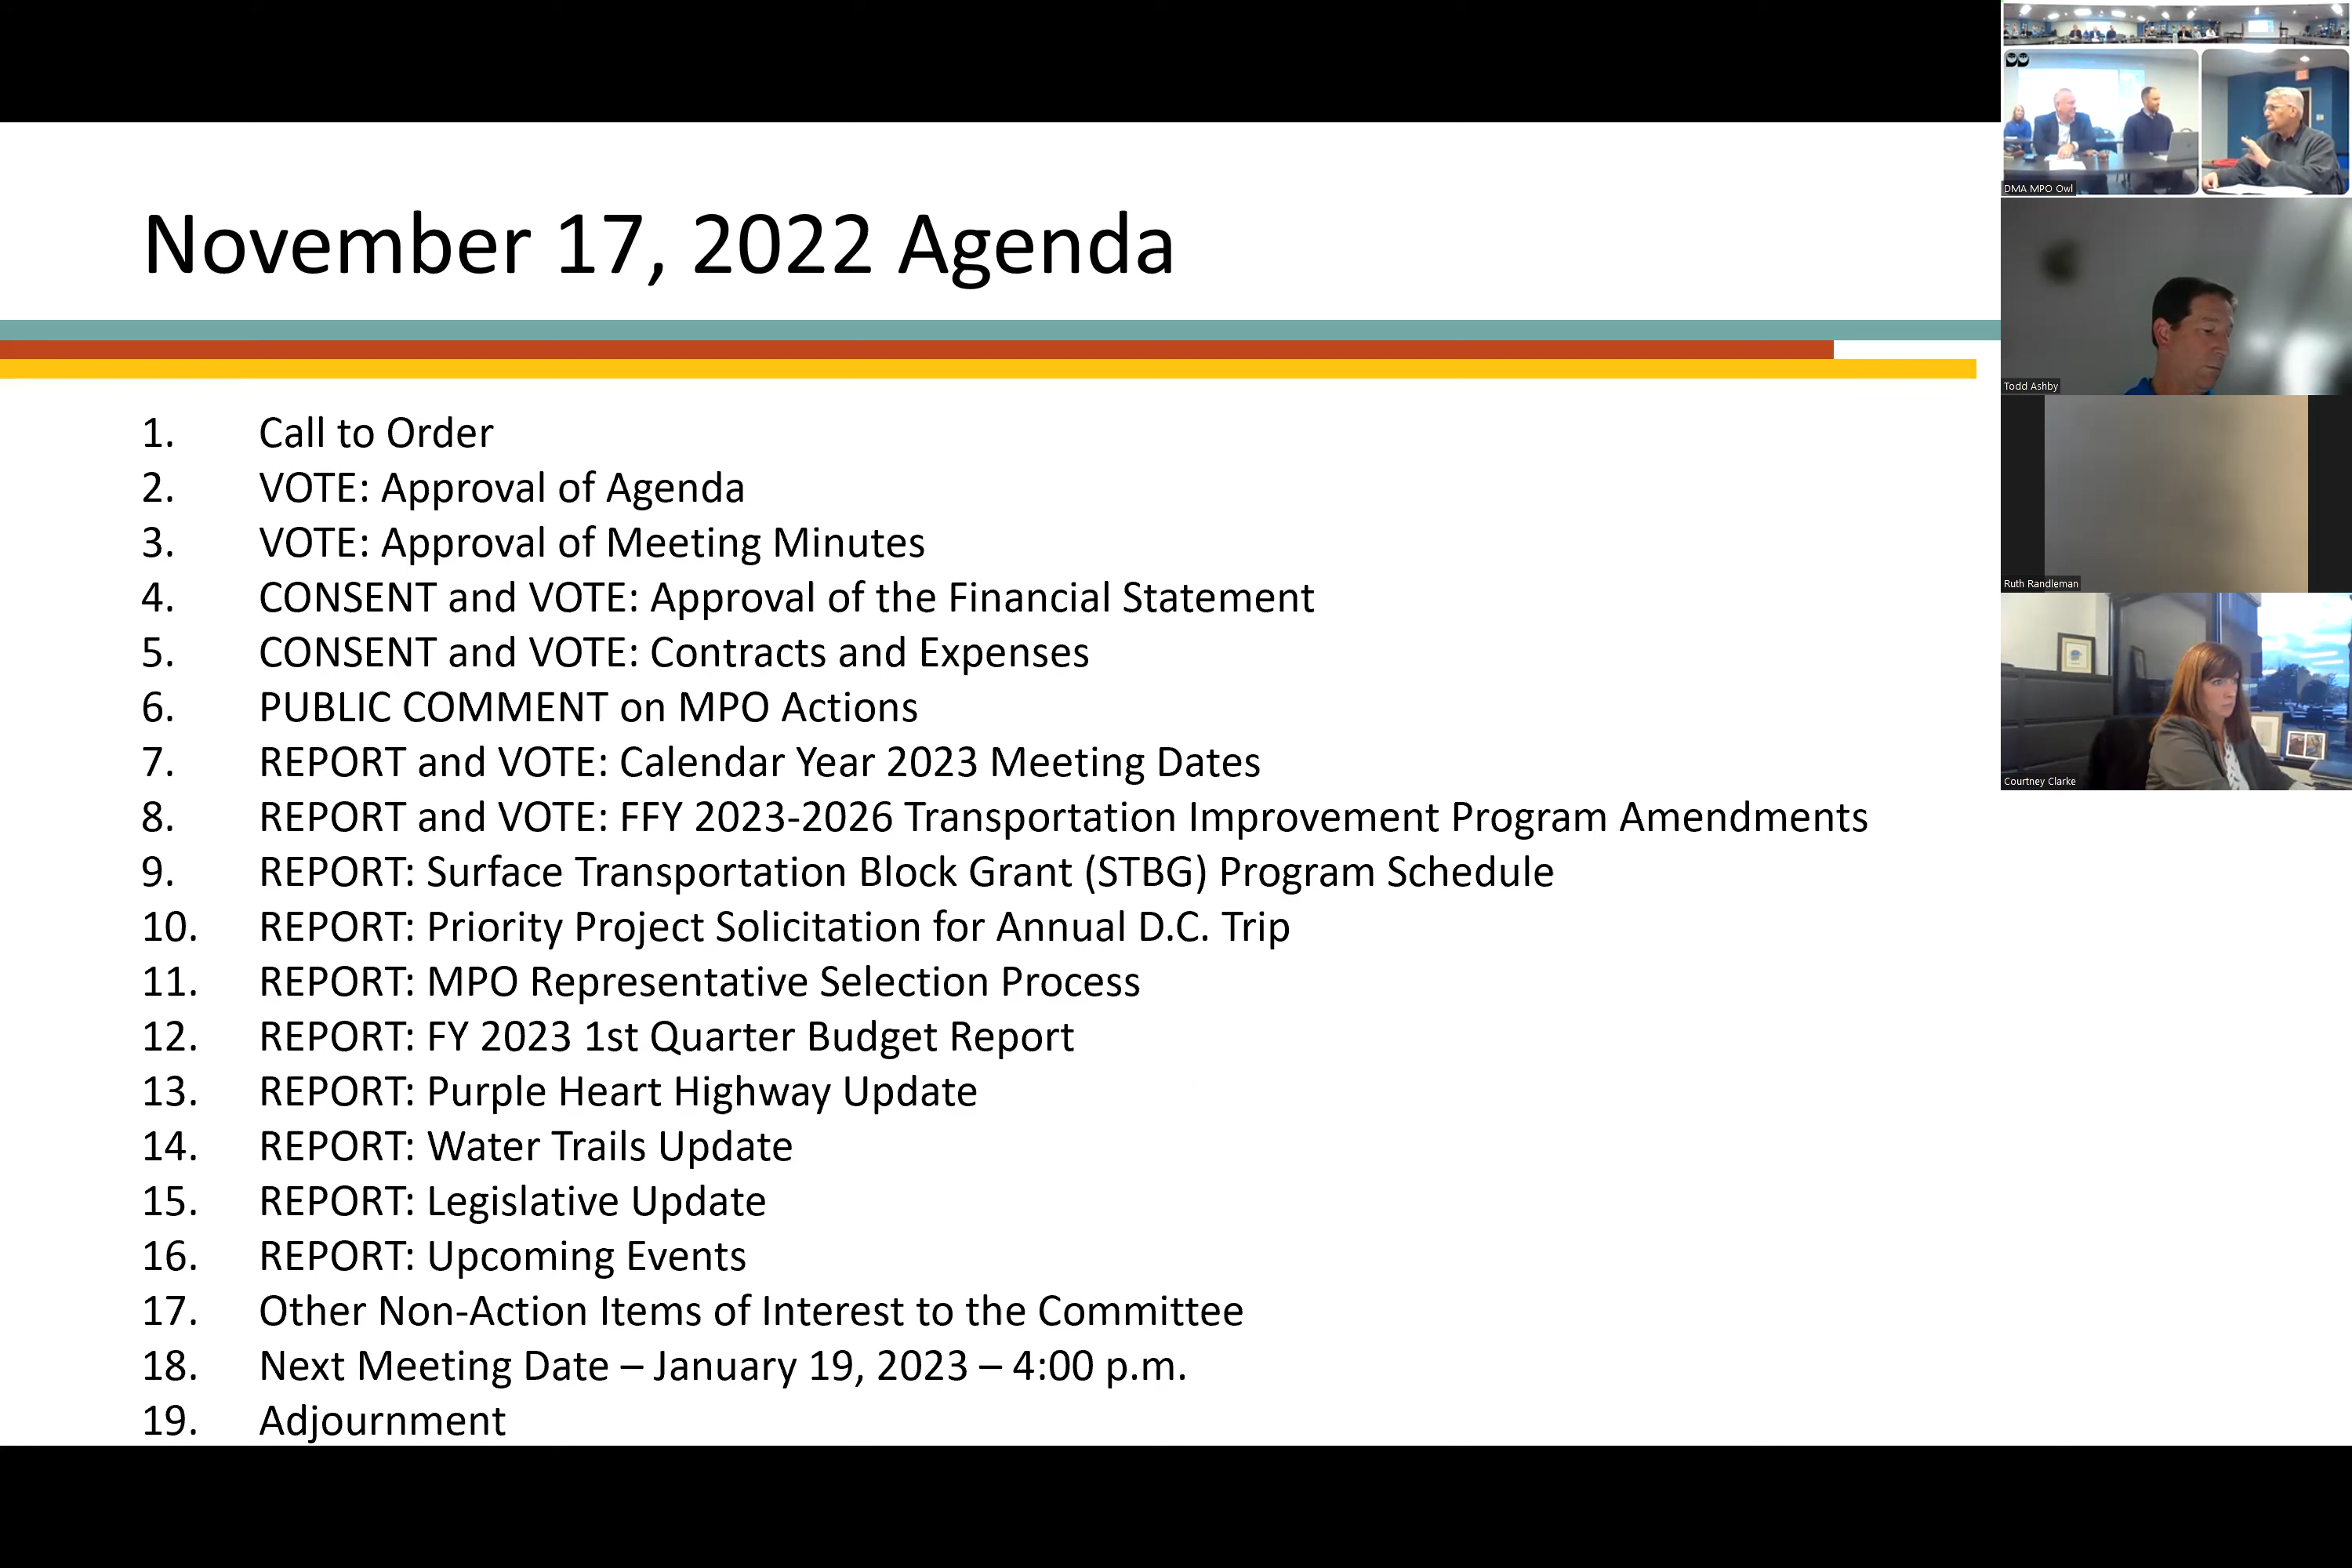 November 17, 2022 Agenda
1. Call to Order
2. VOTE: Approval of Agenda
3. VOTE: Approval of Meeting Minutes
4. CONSENT and VOTE: Approval of the Financial Statement
5. CONSENT and VOTE: Contracts and Expenses
6. PUBLIC COMMENT on MPO Actions
7. REPORT and VOTE: Calendar Year 2023 Meeting Dates
8. REPORT and VOTE: FFY 2023-2026 Transportation Improvement Program Amendments
9. REPORT: Surface Transportation Block Grant (STBG) Program Schedule
10. REPORT: Priority Project Solicitation for Annual D.C. Trip
11. REPORT: MPO Representative Selection Process
12. REPORT: FY 2023 1st Quarter Budget Report
13. REPORT: Purple Heart Highway Update
14. REPORT: Water Trails Update
15. REPORT: Legislative Update
16. REPORT: Upcoming Events
17. Other Non-Action Items of Interest to the Committee
18. Next Meeting Date – January 19, 2023 – 4:00 p.m.
19. Adjournment
DMA MPO Owl
Todd Ashby
Ruth Randleman
Courtney Clarke